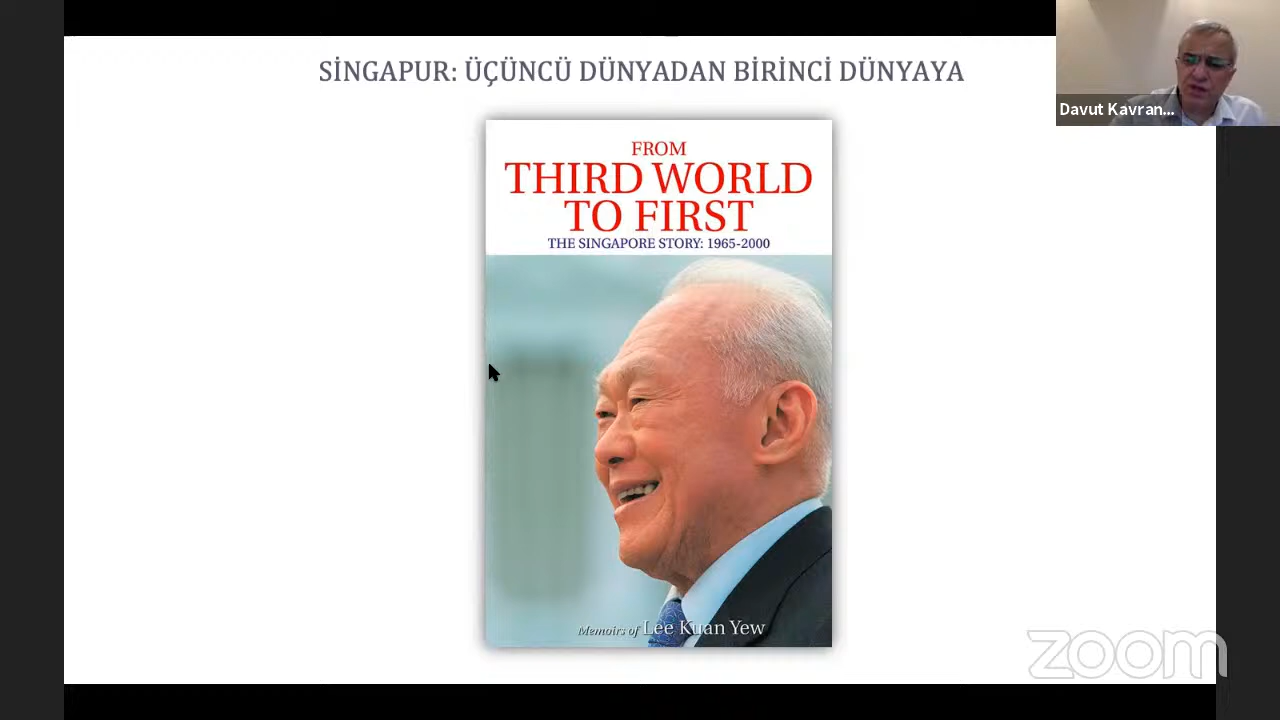 SİNGAPUR: ÜÇÜNCÜ DÜNYADAN BİRİNCİ DÜNYAYA
Davut Kavran...
FROM
THIRD WORLD
TO FIRST
THE SINGAPORE STORY: 1965-2000
Memoirs of Lee Kuan Yew
zoom